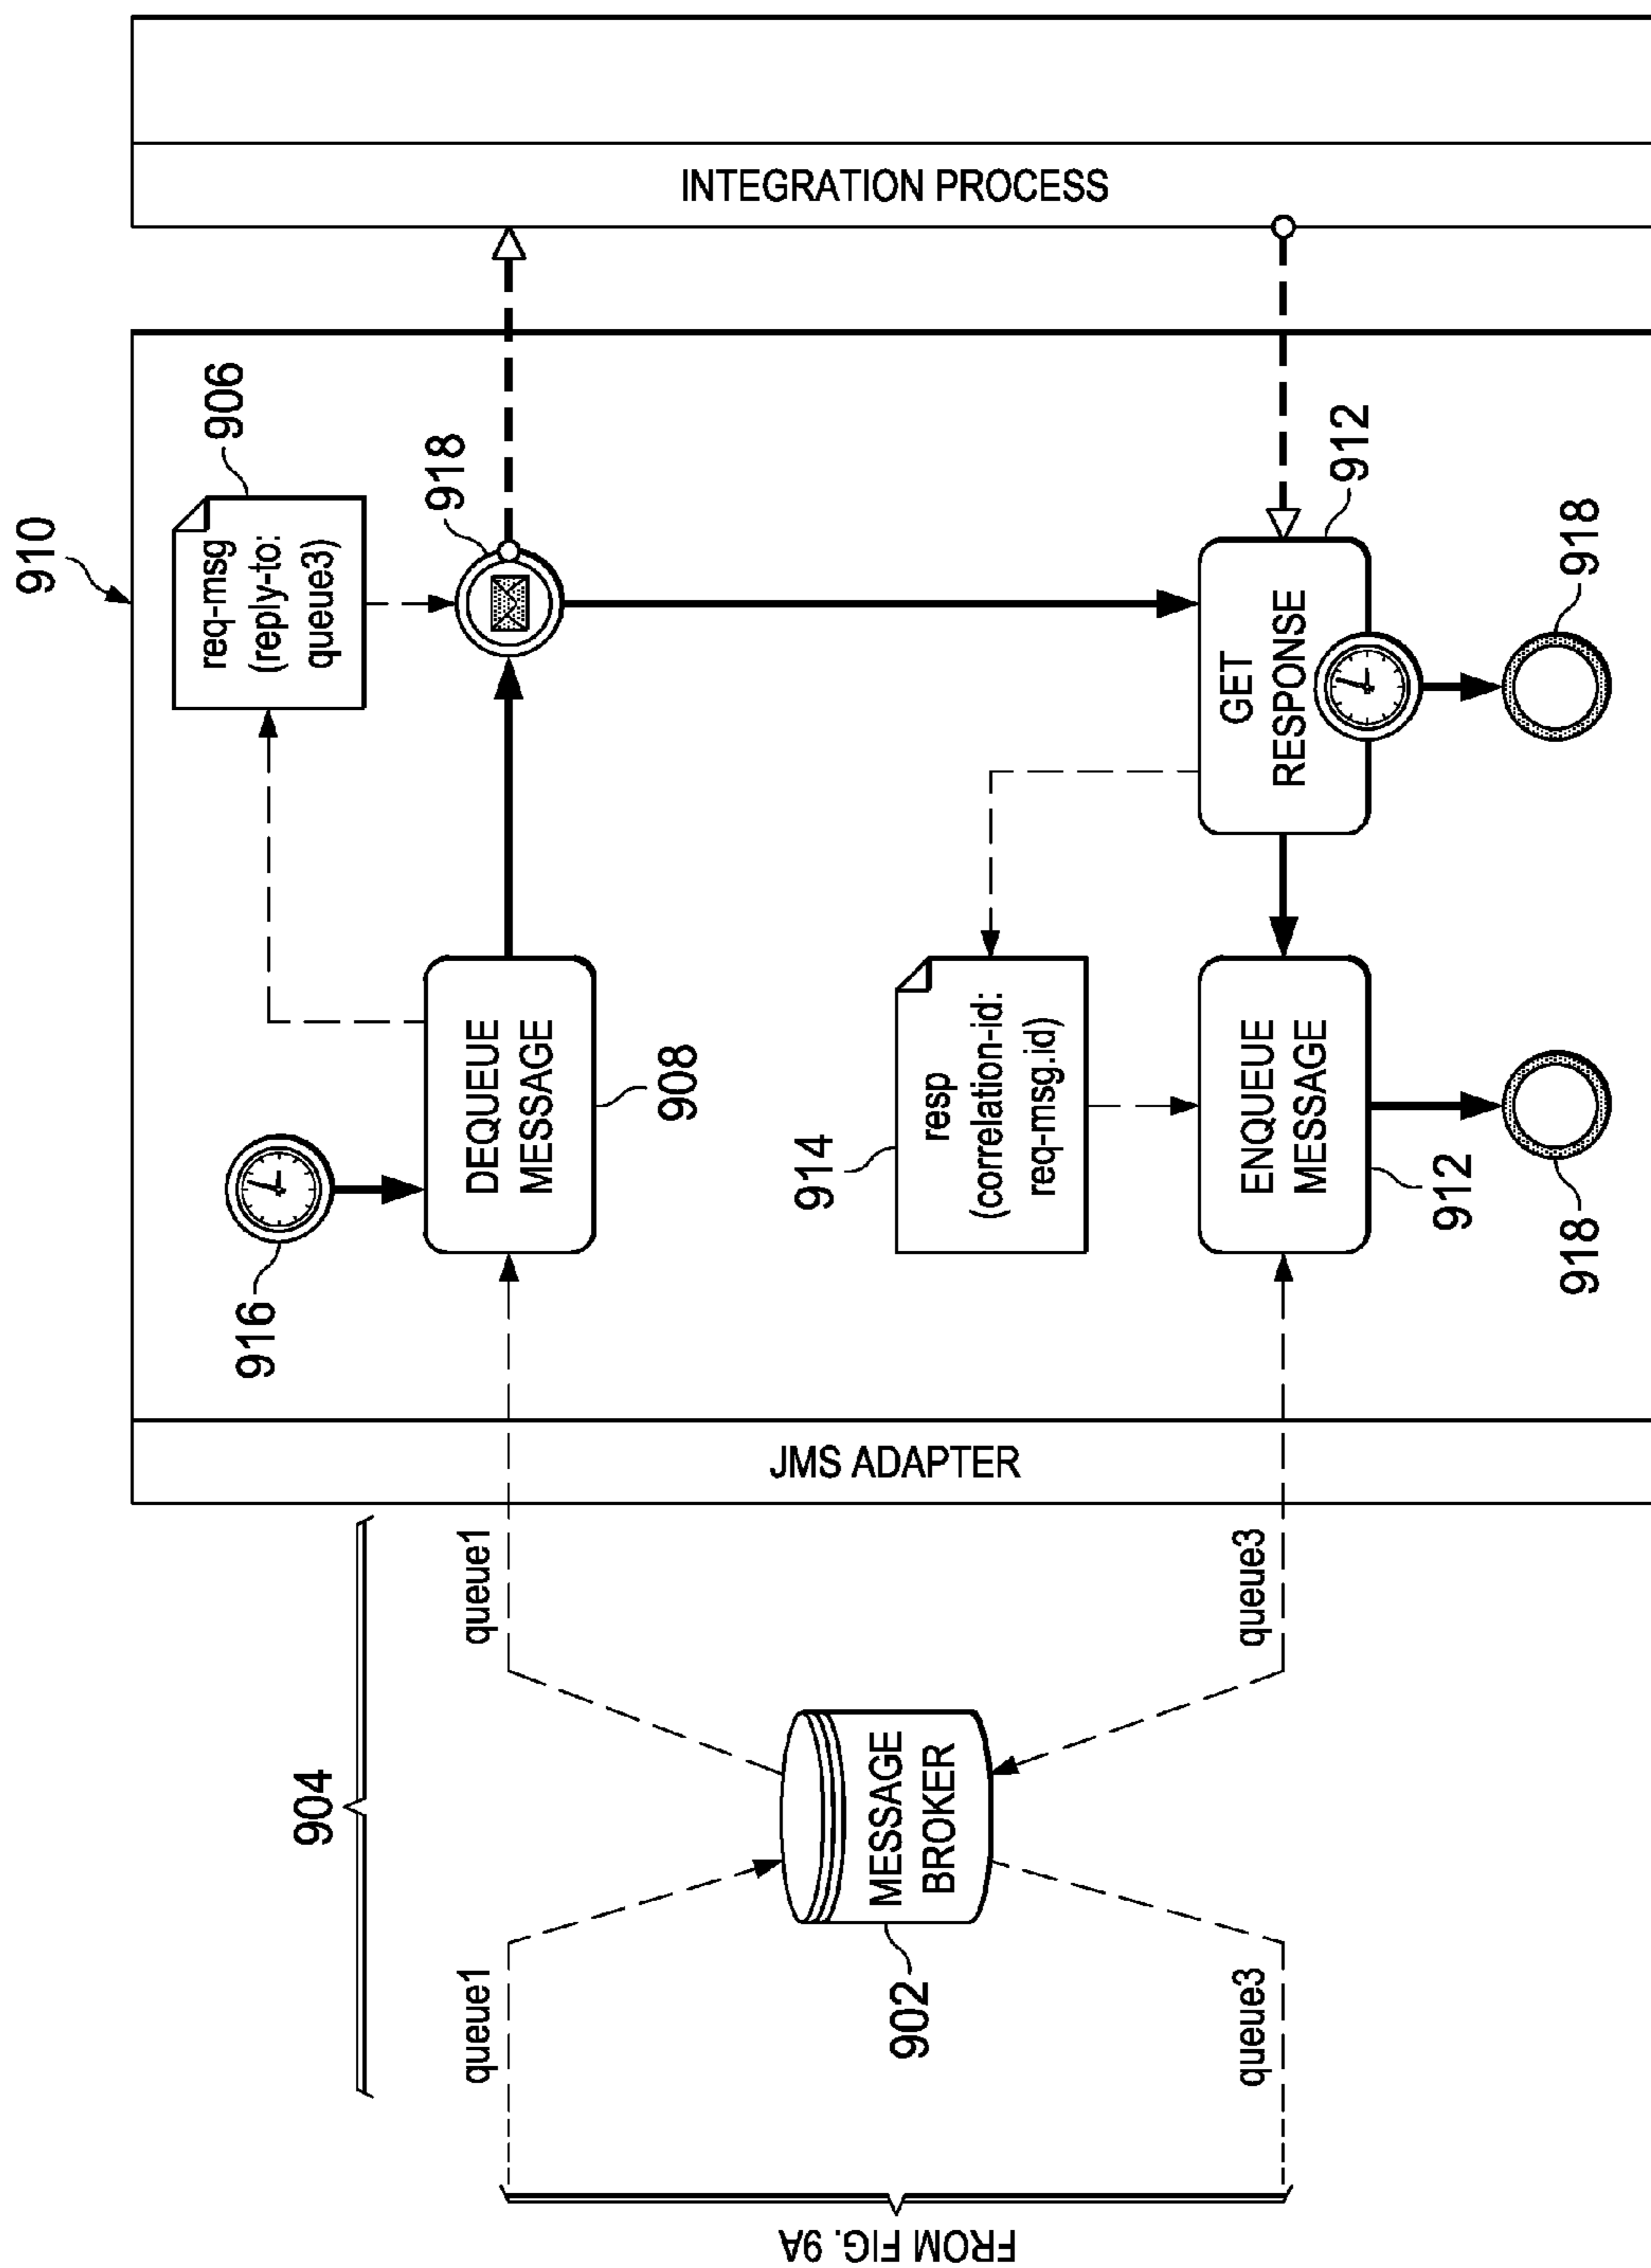 910
INTEGRATION PROCESS
906
req-msg
(reply-to:
queue3)
918
916
DEQUEUE
MESSAGE
908
GET
RESPONSE
912
918
914
resp
(correlation-id:
req-msg.id)
ENQUEUE
MESSAGE
912
918
JMS ADAPTER
904
queue1
queue3
MESSAGE
BROKER
902
queue1
queue3
FROM FIG. 9A